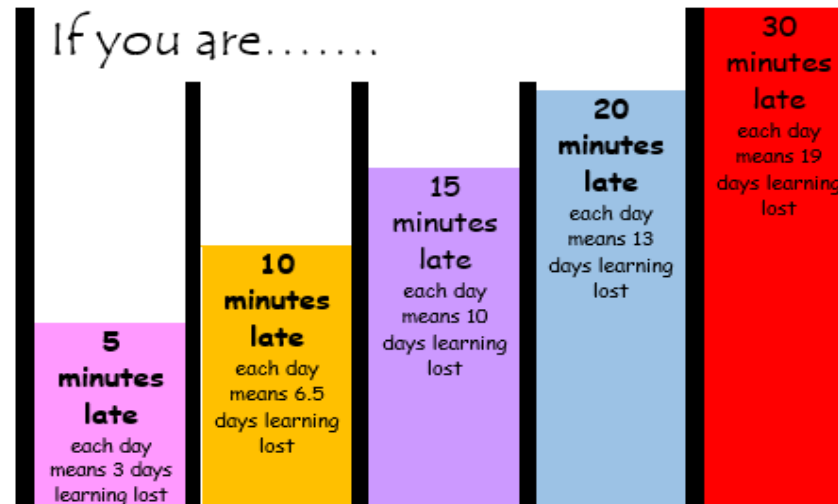 If you are.......
5
minutes
late
each day
means 3 days
learning lost
10
minutes
late
each day
means 6.5
days learning
lost
15
minutes
late
each day
means 10
days learning
lost
20
minutes
late
each day
means 13
days learning
lost
30
minutes
late
each day
means 19
days learning
lost